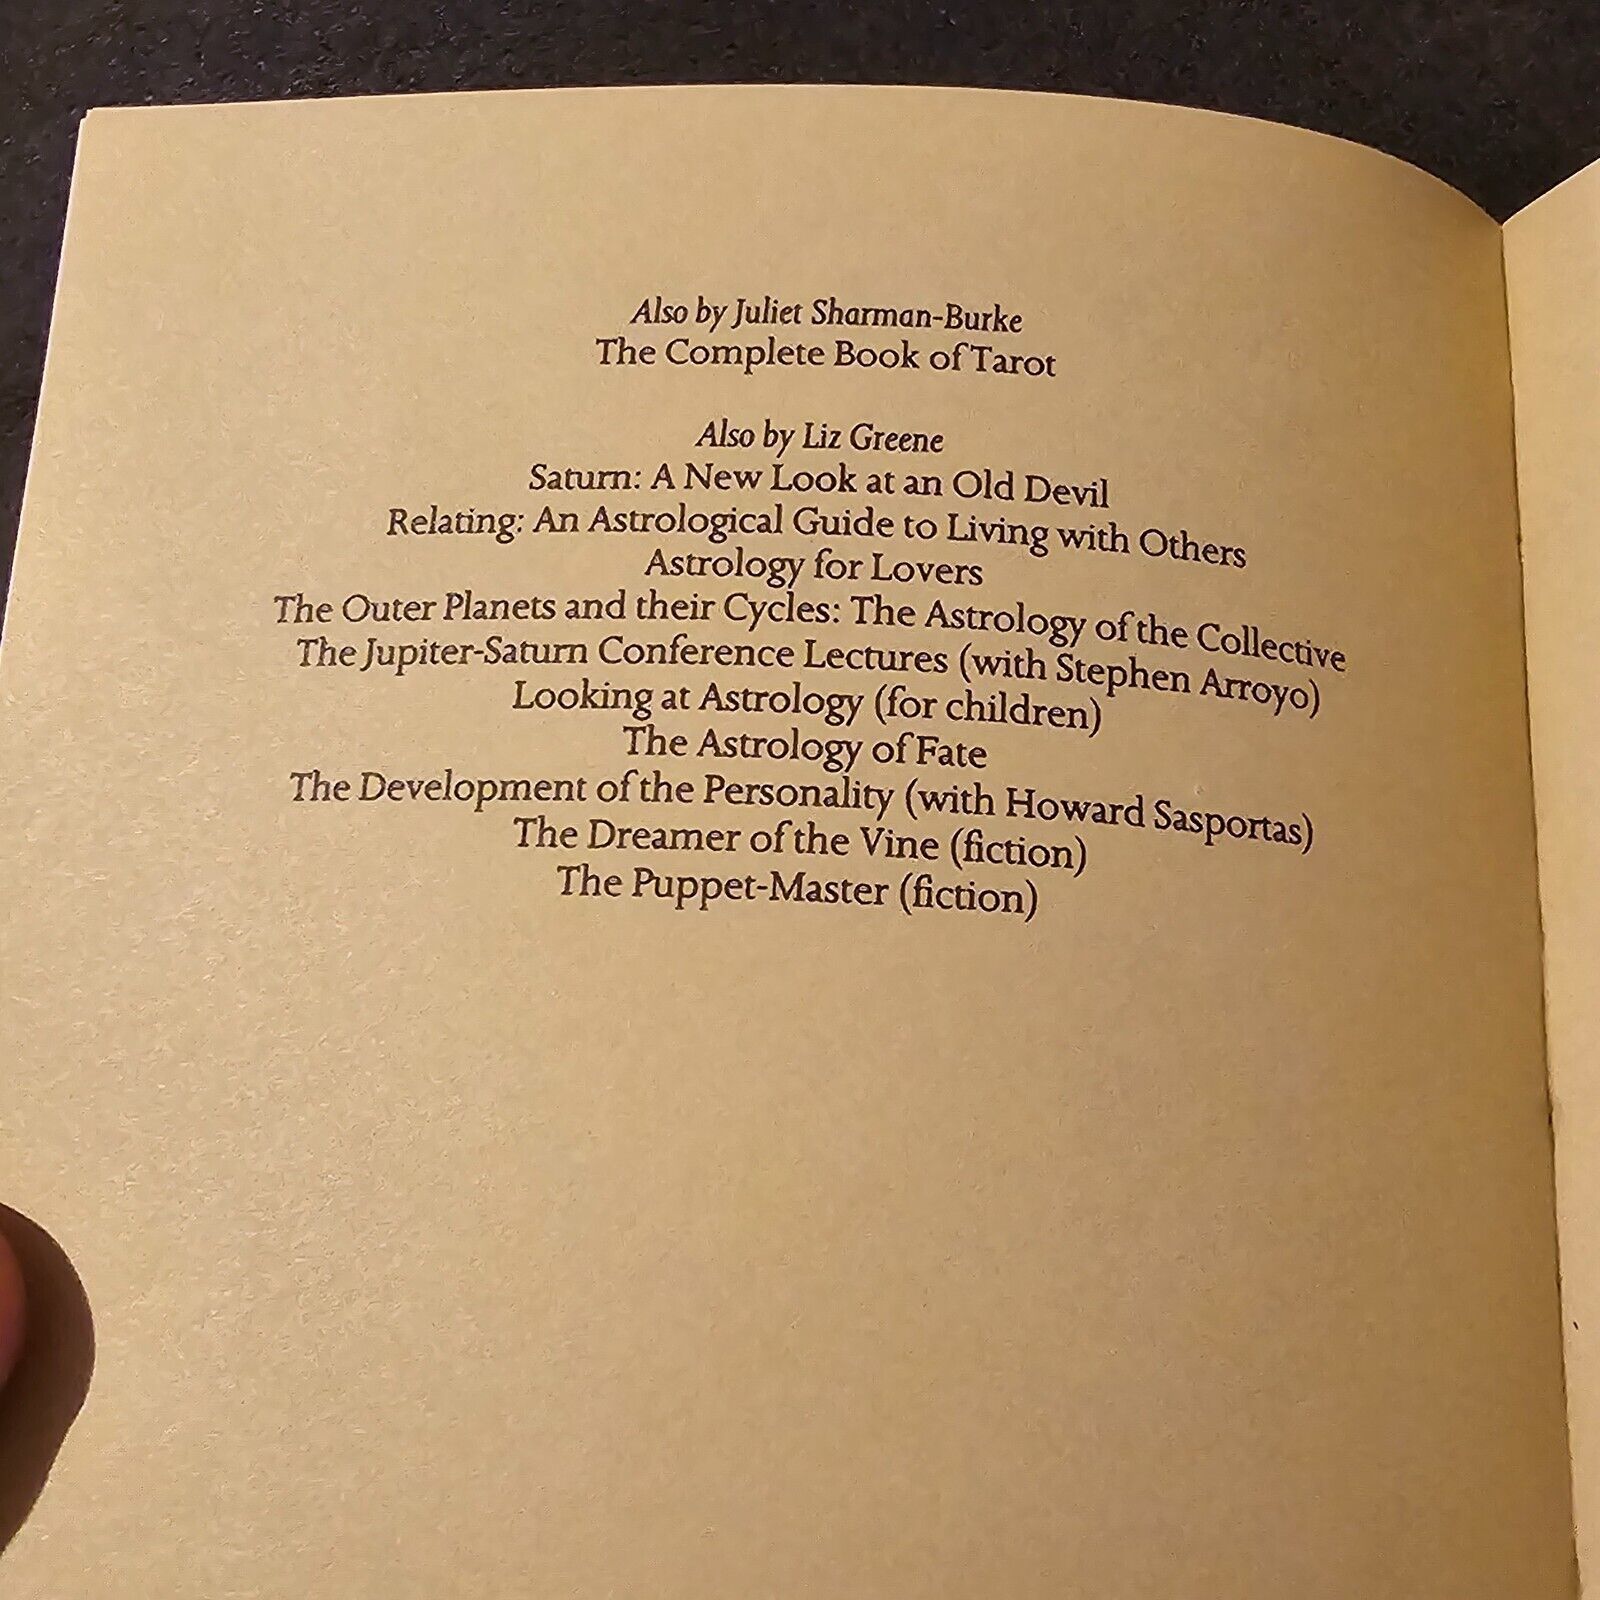 Also by Juliet Sharman-Burke
The Complete Book of Tarot
Also by Liz Greene
Saturn: A New Look at an Old Devil
Relating: An Astrological Guide to Living with Others
Astrology for Lovers
The Outer Planets and their Cycles: The Astrology of the Collective
The Jupiter-Saturn Conference Lectures (with Stephen Arroyo)
Looking at Astrology (for children)
The Astrology of Fate
The Development of the Personality (with Howard Sasportas)
The Dreamer of the Vine (fiction)
The Puppet-Master (fiction)